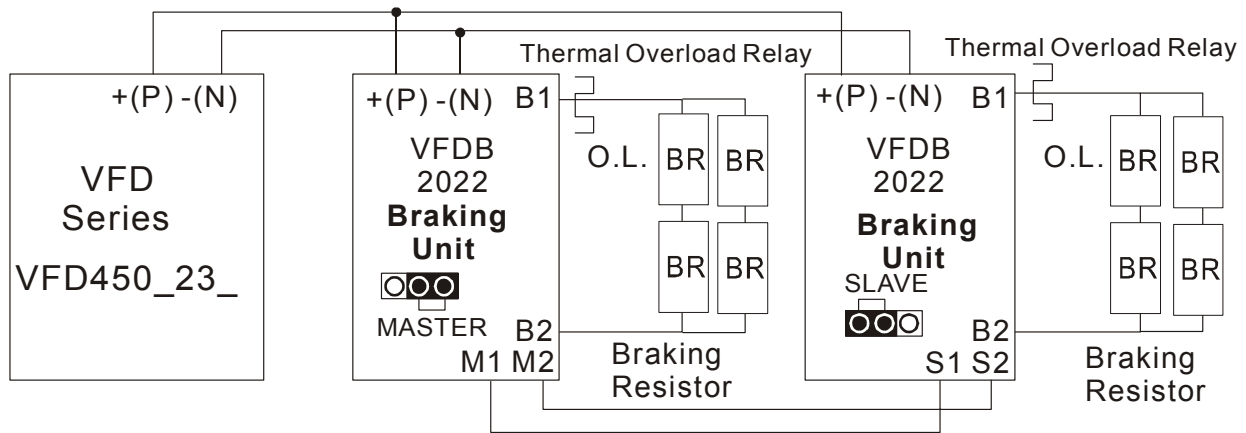 +(P) -(N)
VFD
Series
VFD450_23_
+(P) -(N)
B1
VFDB
2022
Braking
Unit
MASTER
B2
M1 M2
Thermal Overload Relay
O.L.
BR
BR
BR
BR
Braking
Resistor
+(P) -(N)
B1
VFDB
2022
Braking
Unit
SLAVE
B2
S1 S2
Thermal Overload Relay
O.L.
BR
BR
BR
BR
Braking
Resistor